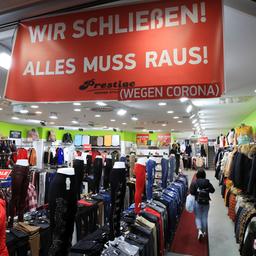 WIR SCHLIEẞEN!
ALLES MUSS RAUS!
Prestige
(WEGEN CORONA)